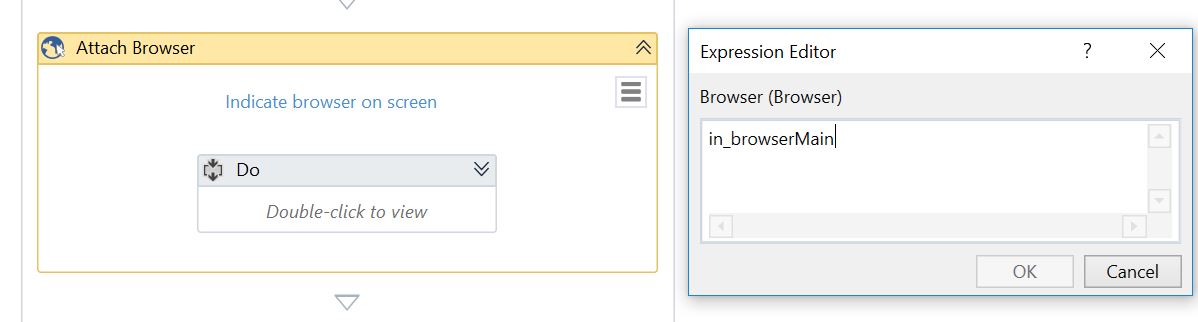 Attach Browser
Indicate browser on screen
Do
Double-click to view
Expression Editor
?
Browser (Browser)
in_browserMain
OK
Cancel